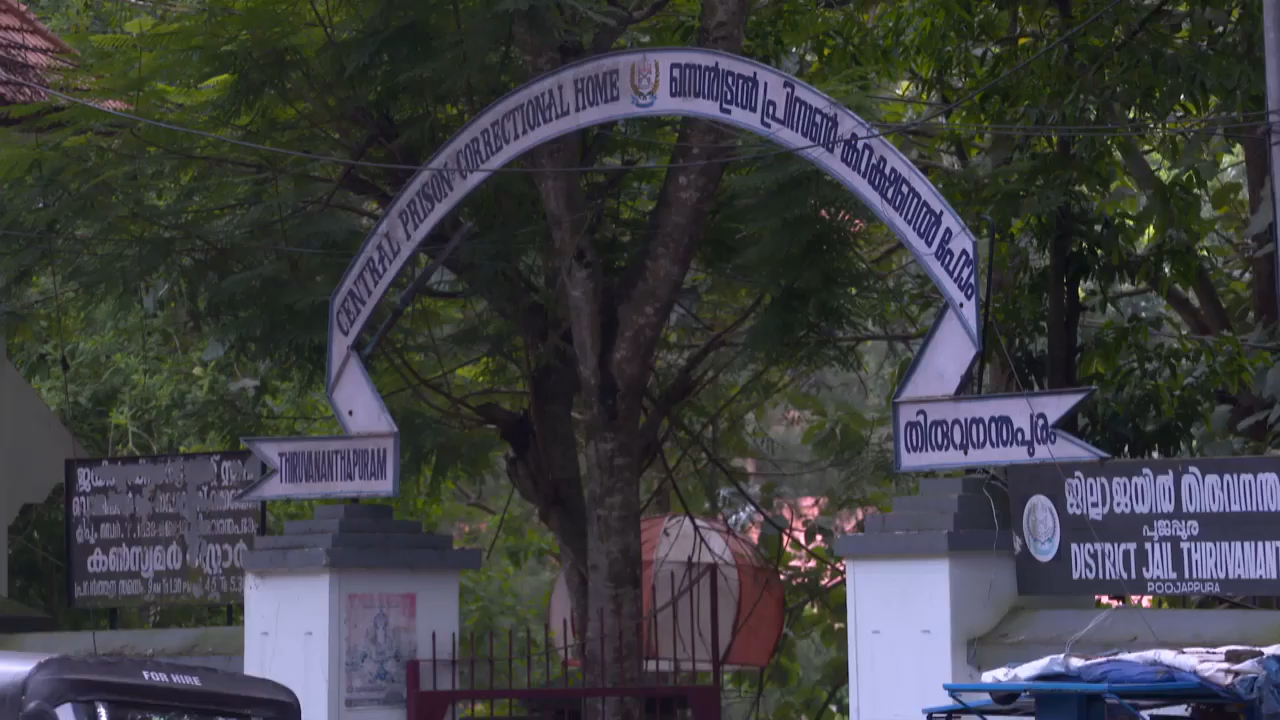 CENTRAL PRISON-CORRECTIONAL HOME
സെൻട്രൽ പ്രിസൺ-കറക്ഷണൽ ഹോം
THIRUVANANTHAPURAM
തിരുവനന്തപുരം
കൺസ്യൂമർ സ്റ്റോർ
ജില്ലാ ജയിൽ തിരുവനന്ത
പൂജപ്പുര
DISTRICT JAIL THIRUVANANT
POOJAPPURA
FOR HIRE